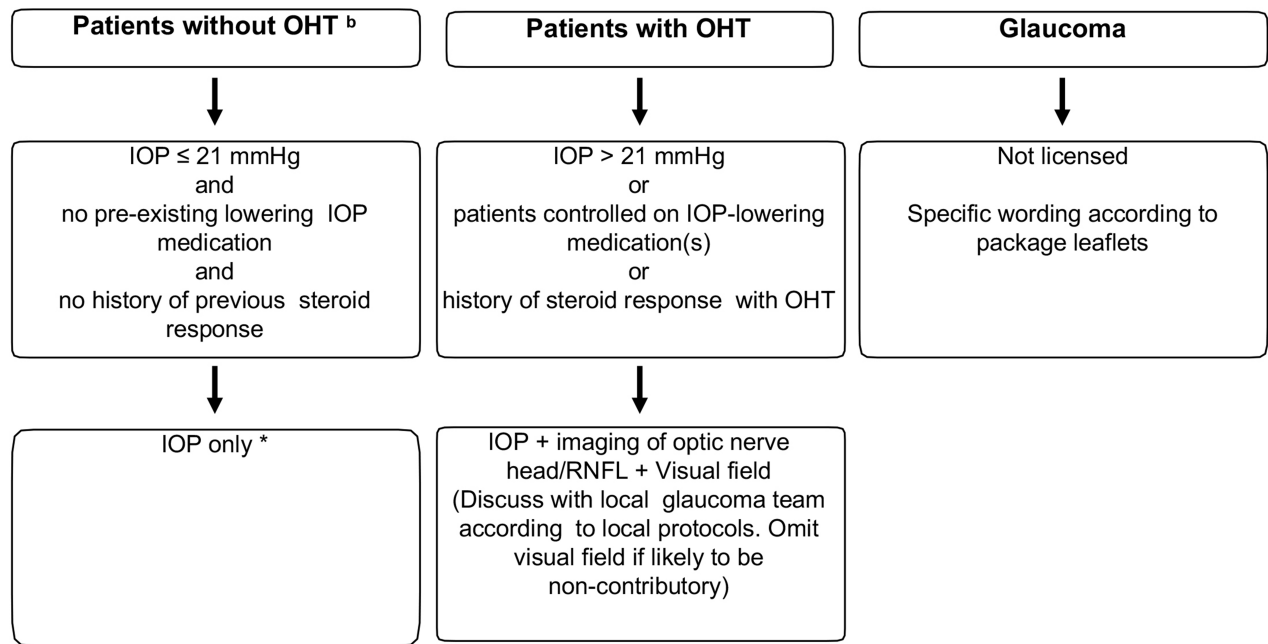 Patients without OHT ᵇ
Patients with OHT
Glaucoma
IOP ≤ 21 mmHg
and
no pre-existing lowering IOP
medication
and
no history of previous steroid
response
IOP > 21 mmHg
or
patients controlled on IOP-lowering
medication(s)
or
history of steroid response with OHT
Not licensed
Specific wording according to
package leaflets
IOP only *
IOP + imaging of optic nerve
head/RNFL + Visual field
(Discuss with local glaucoma team
according to local protocols. Omit
visual field if likely to be
non-contributory)